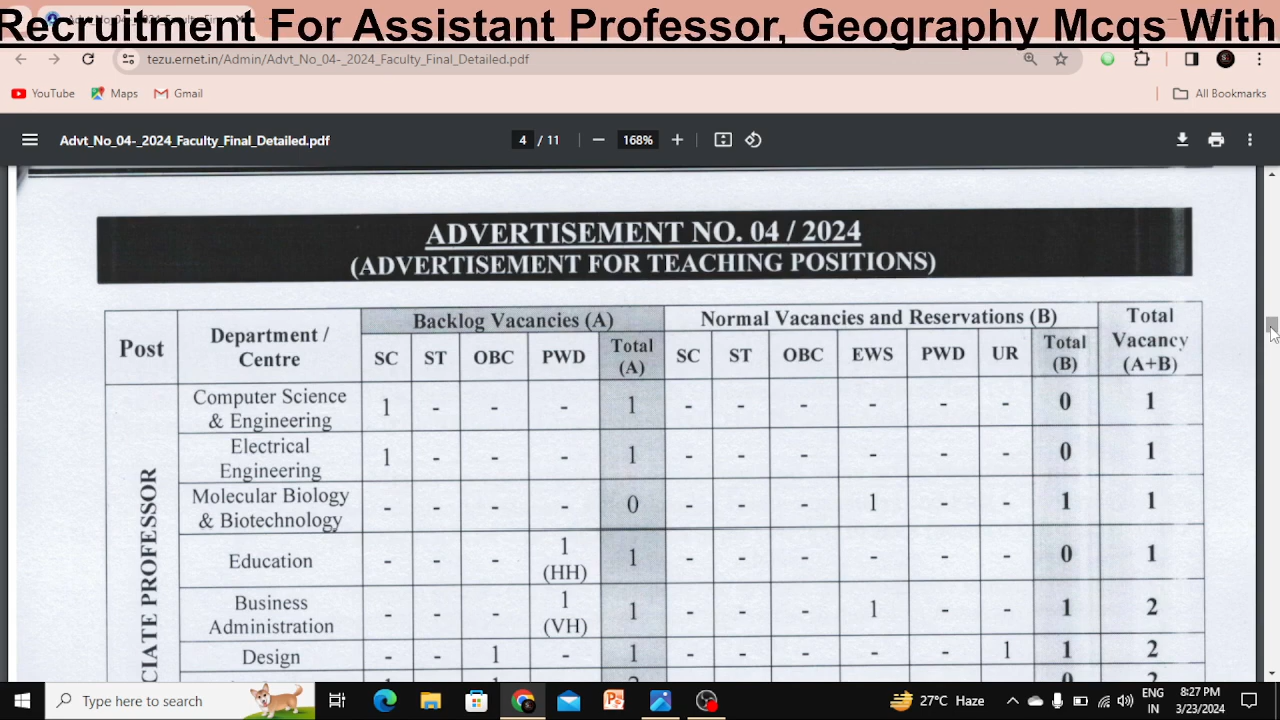 Recruitment For Assistant Professor, Geography Mcqs With
tezu.ernet.in/Admin/Advt_No_04-_2024_Faculty_Final_Detailed.pdf
YouTube Maps Gmail All Bookmarks
Advt_No_04-_2024_Faculty_Final_Detailed.pdf 4 / 11 168%
ADVERTISEMENT NO. 04 / 2024
(ADVERTISEMENT FOR TEACHING POSITIONS)
Post Department / Centre Backlog Vacancies (A) Normal Vacancies and Reservations (B) Total Vacancy (A+B)
SC ST OBC PWD Total (A) SC ST OBC EWS PWD UR Total (B)
CIATE PROFESSOR
Computer Science & Engineering 1 - - - 1 - - - - - - 0 1
Electrical Engineering 1 - - - 1 - - - - - - 0 1
Molecular Biology & Biotechnology - - - - 0 - - - 1 - - 1 1
Education - - - 1 (HH) 1 - - - - - - 0 1
Business Administration - - - 1 (VH) 1 - - - 1 - - 1 2
Design - - 1 - 1 - - - - - 1 1 2
Type here to search
27°C Haze
ENG
IN
8:27 PM
3/23/2024